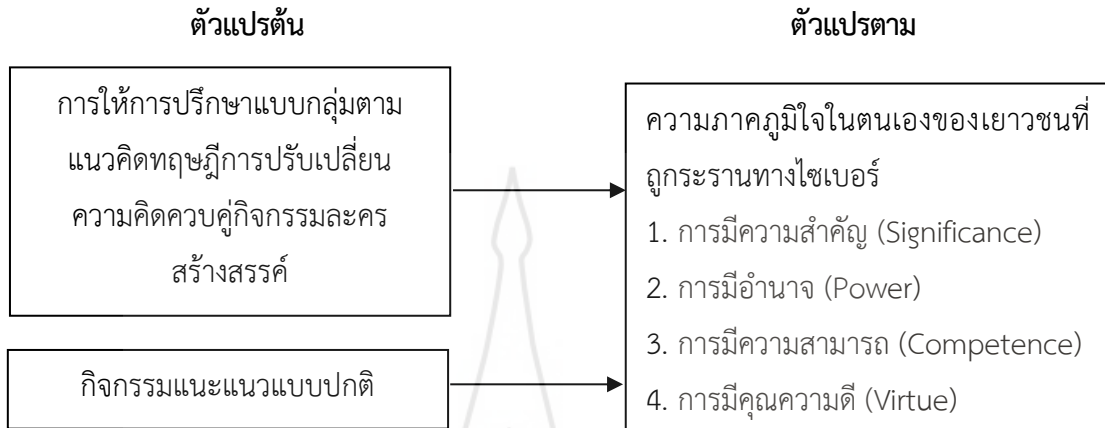 ตัวแปรต้น
ตัวแปรตาม
การให้การปรึกษาแบบกลุ่มตาม
แนวคิดทฤษฎีการปรับเปลี่ยน
ความคิดควบคู่กิจกรรมละคร
สร้างสรรค์
กิจกรรมแนะแนวแบบปกติ
ความภาคภูมิใจในตนเองของเยาวชนที่
ถูกระรานทางไซเบอร์
1. การมีความสำคัญ (Significance)
2. การมีอำนาจ (Power)
3. การมีความสามารถ (Competence)
4. การมีคุณความดี (Virtue)